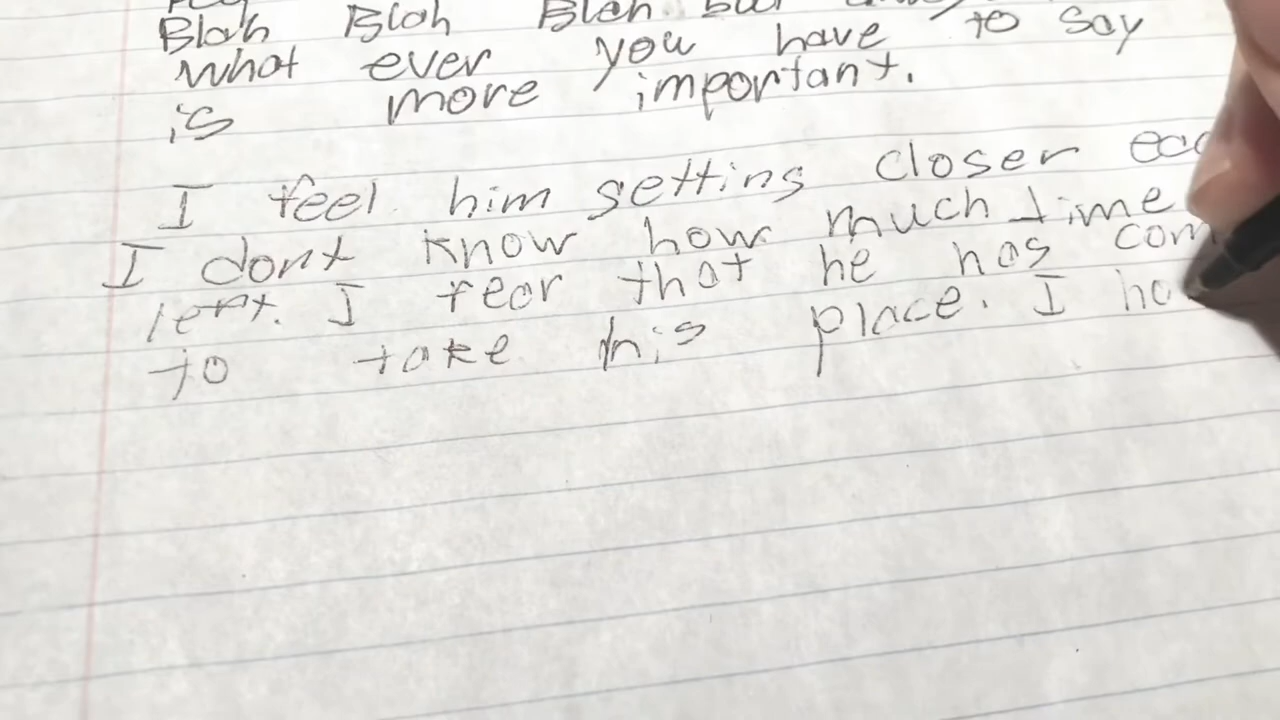 Blah Blah Blah
what ever you have to say
is more important.
I feel him getting closer
I dont know how much time
left. I fear that he has
to take his place. I